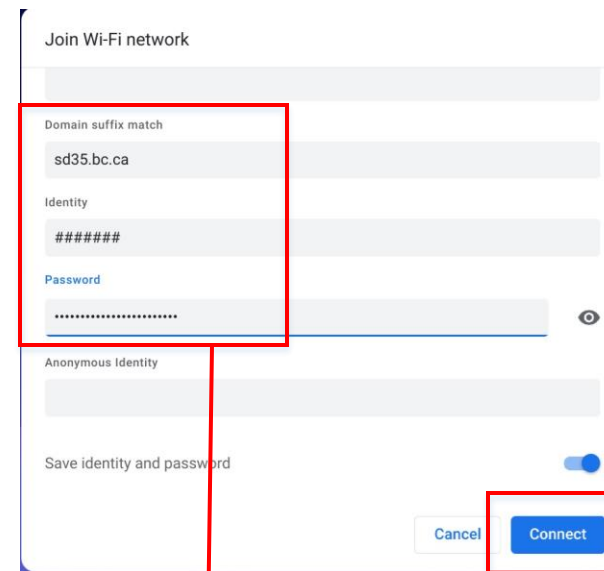 Join Wi-Fi network
Domain suffix match
sd35.bc.ca
Identity
#######
Password
························
Anonymous Identity
Save identity and password
Cancel Connect